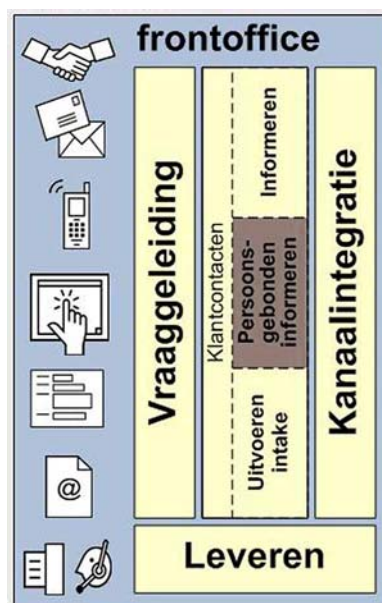 frontoffice
Vraaggeleiding
Klantcontacten
Informeren
Persoons-
gebonden
informeren
Uitvoeren
intake
Kanaalintegratie
@
Leveren